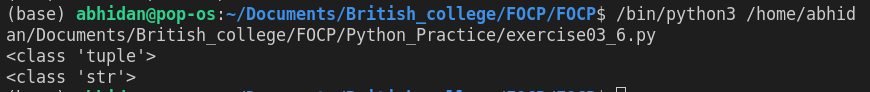 (base) abhidan@pop-os:~/Documents/British_college/FOCP/FOCP$ /bin/python3 /home/abhid
an/Documents/British_college/FOCP/Python_Practice/exercise03_6.py
<class 'tuple'>
<class 'str'>